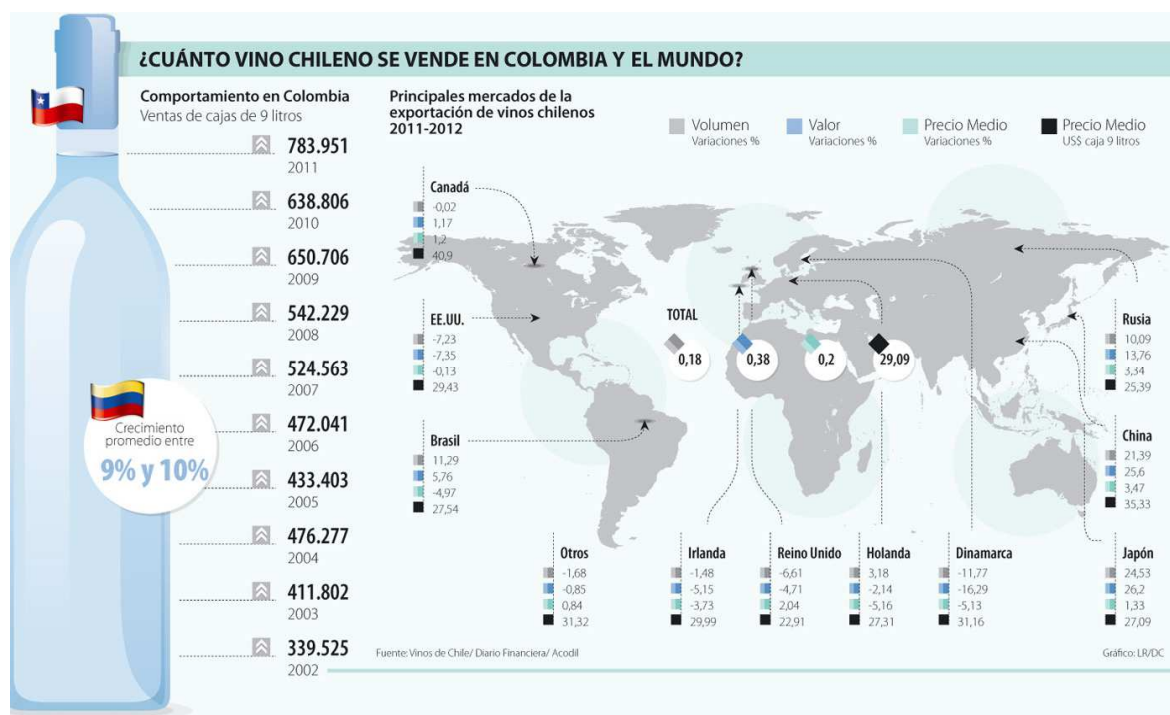 ¿CUÁNTO VINO CHILENO SE VENDE EN COLOMBIA Y EL MUNDO?
Comportamiento en Colombia
Ventas de cajas de 9 litros
783.951
2011
638.806
2010
650.706
2009
542.229
2008
524.563
2007
472.041
2006
433.403
2005
476.277
2004
411.802
2003
339.525
2002
Crecimiento
promedio entre
9% y 10%
Principales mercados de la
exportación de vinos chilenos
2011-2012
Volumen
Variaciones %
Valor
Variaciones %
Precio Medio
Variaciones %
Precio Medio
US$ caja 9 litros
Canadá
-0,02
1,17
1,2
40,9
EE.UU.
-7,23
-7,35
-0,13
29,43
Brasil
11,29
5,76
-4,97
27,54
TOTAL
0,18
0,38
0,2
29,09
Rusia
10,09
13,76
3,34
25,39
China
21,39
25,6
3,47
35,33
Otros
-1,68
-0,85
0,84
31,32
Irlanda
-1,48
-5,15
-3,73
29,99
Reino Unido
-6,61
-4,71
2,04
22,91
Holanda
3,18
-2,14
-5,16
27,31
Dinamarca
-11,77
-16,29
-5,13
31,16
Japón
24,53
26,2
1,33
27,09
Fuente: Vinos de Chile/ Diario Financiera/ Acodil
Gráfico: LR/DC